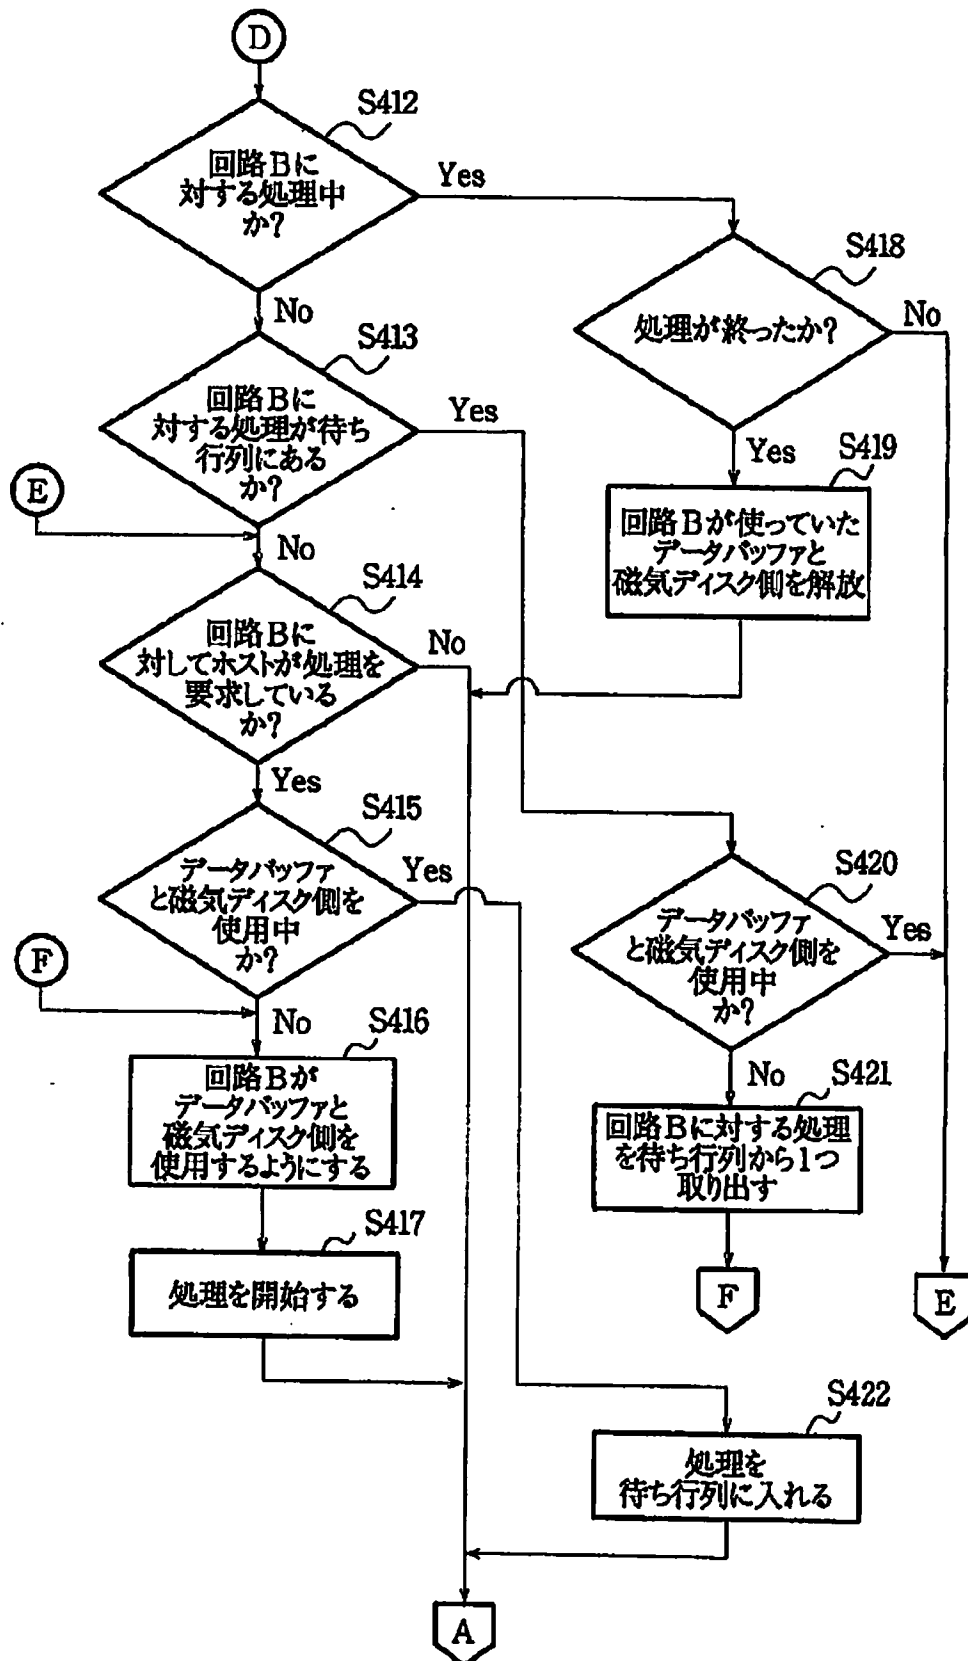 D
S412
回路Bに
対する処理中
か?
Yes
No
S418
処理が終ったか?
No
Yes
S413
回路Bに
対する処理が待ち
行列にある
か?
Yes
No
E
S419
回路Bが使っていた
データバッファと
磁気ディスク側を解放
S414
回路Bに
対してホストが処理を
要求している
か?
No
Yes
S415
データバッファ
と磁気ディスク側を
使用中
か?
Yes
No
F
S420
データバッファ
と磁気ディスク側を
使用中
か?
Yes
No
S416
回路Bが
データバッファと
磁気ディスク側を
使用するようにする
S421
回路Bに対する処理
を待ち行列から1つ
取り出す
S417
処理を開始する
F
E
S422
処理を
待ち行列に入れる
A